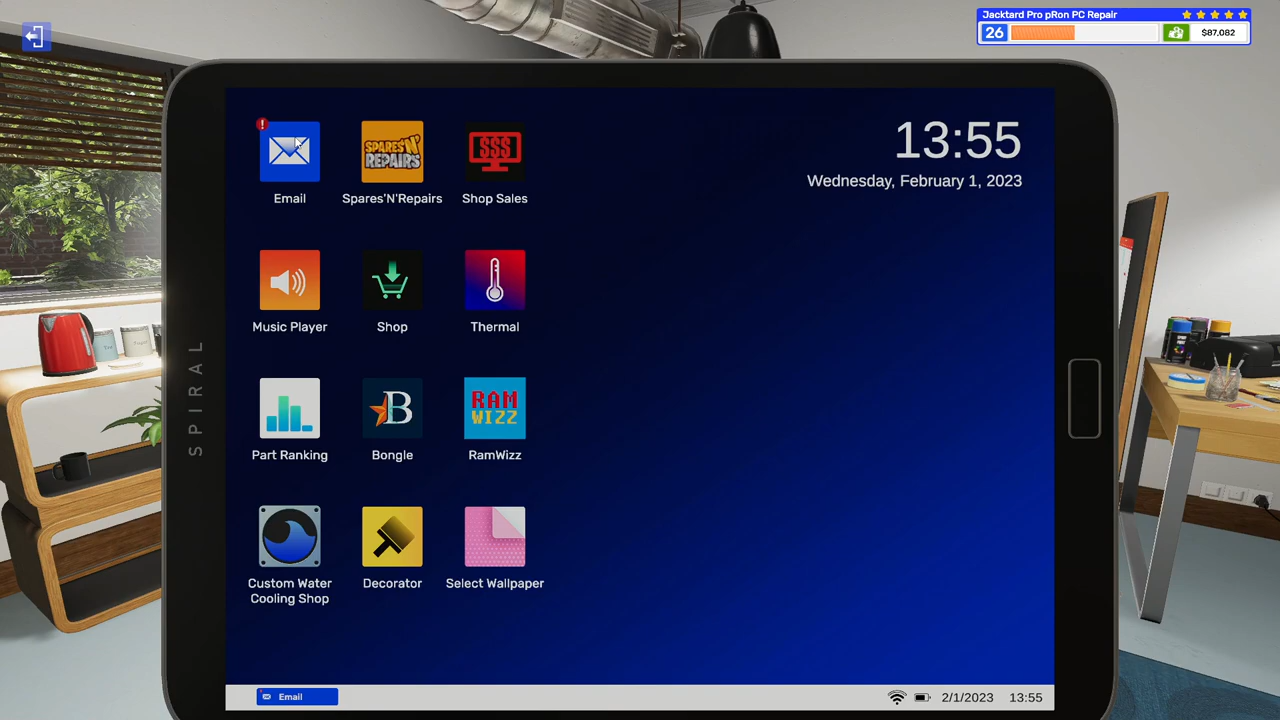 Jacktard Pro pRon PC Repair
26
$87,082
13:55
Wednesday, February 1, 2023
!
Email
SPARES'N'
REPAIRS
Spares'N'Repairs
$$$
Shop Sales
Music Player
Shop
Thermal
Part Ranking
B
Bongle
RAM
WIZZ
RamWizz
Custom Water
Cooling Shop
Decorator
Select Wallpaper
SPIRAL
Email
2/1/2023
13:55